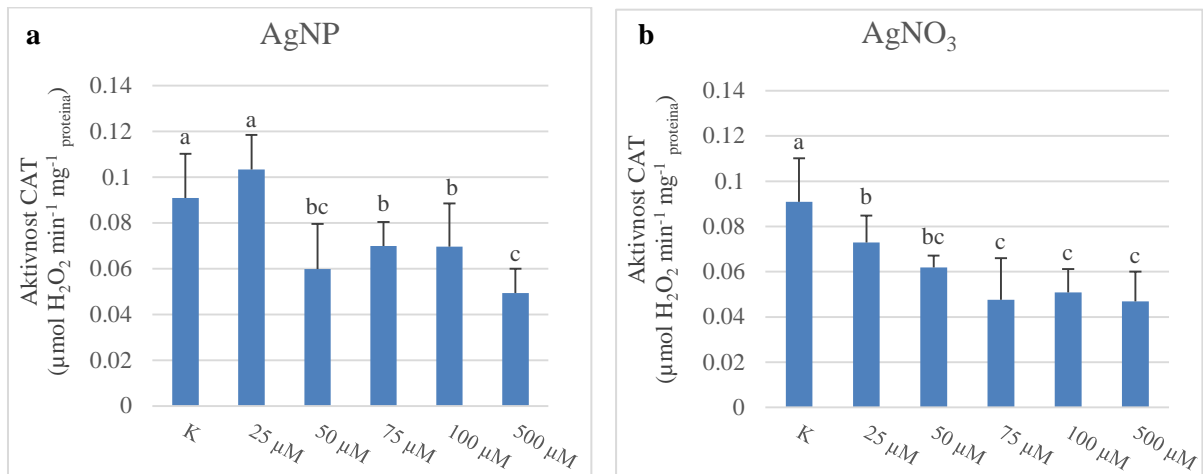 a
AgNP
Aktivnost CAT
(µmol H₂O₂ min⁻¹ mg⁻¹ proteina)
0.14
0.12
0.1
0.08
0.06
0.04
0.02
0
a
a
bc
b
b
c
K
25 µM
50 µM
75 µM
100 µM
500 µM
b
AgNO₃
Aktivnost CAT
(µmol H₂O₂ min⁻¹ mg⁻¹ proteina)
0.14
0.12
0.1
0.08
0.06
0.04
0.02
0
a
b
bc
c
c
c
K
25 µM
50 µM
75 µM
100 µM
500 µM